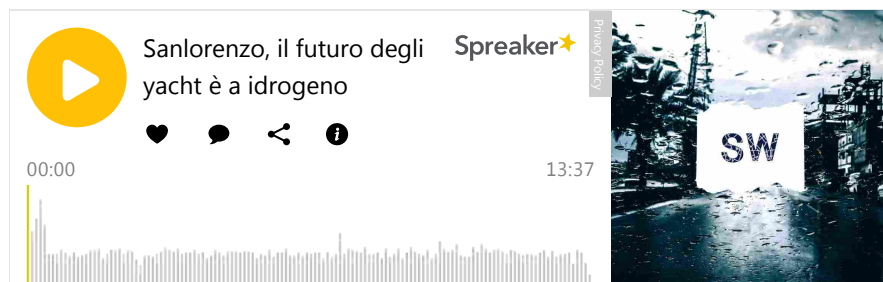 Sanlorenzo, il futuro degli
yacht è a idrogeno
Spreaker
Privacy Policy
00:00
13:37
SW